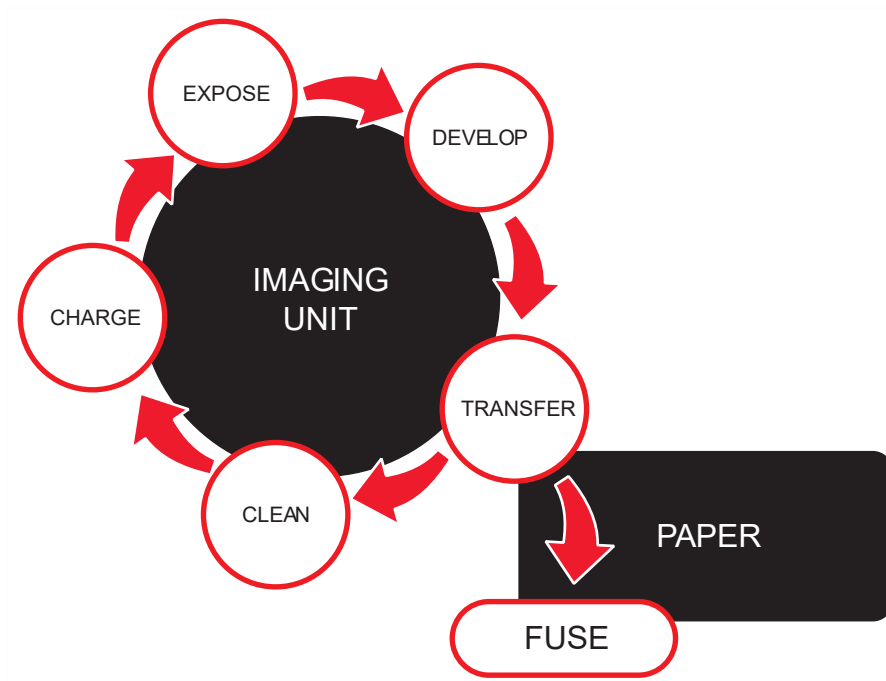 EXPOSE
DEVELOP
IMAGING
UNIT
CHARGE
TRANSFER
CLEAN
PAPER
FUSE